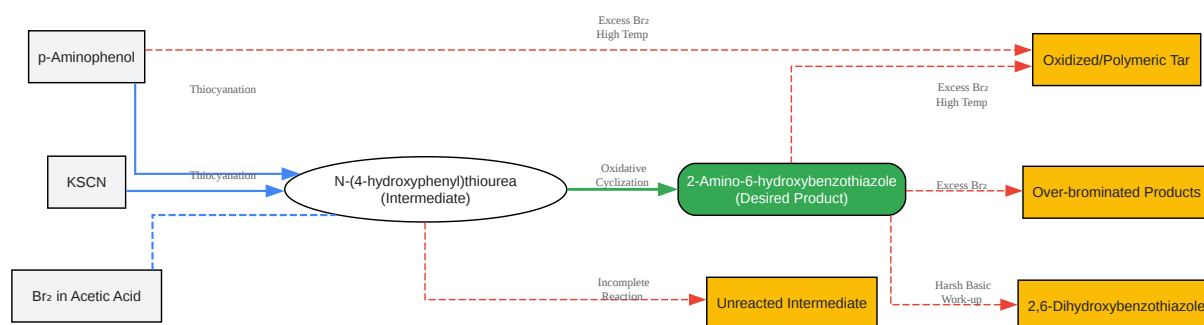 Excess Br₂
High Temp
p-Aminophenol
Oxidized/Polymeric Tar
Thiocyanation
Excess Br₂
High Temp
Oxidative
Cyclization
KSCN
Thiocyanation
N-(4-hydroxyphenyl)thiourea
(Intermediate)
2-Amino-6-hydroxybenzothiazole
(Desired Product)
Excess Br₂
Over-brominated Products
Br₂ in Acetic Acid
Incomplete
Reaction
Unreacted Intermediate
Harsh Basic
Work-up
2,6-Dihydroxybenzothiazole